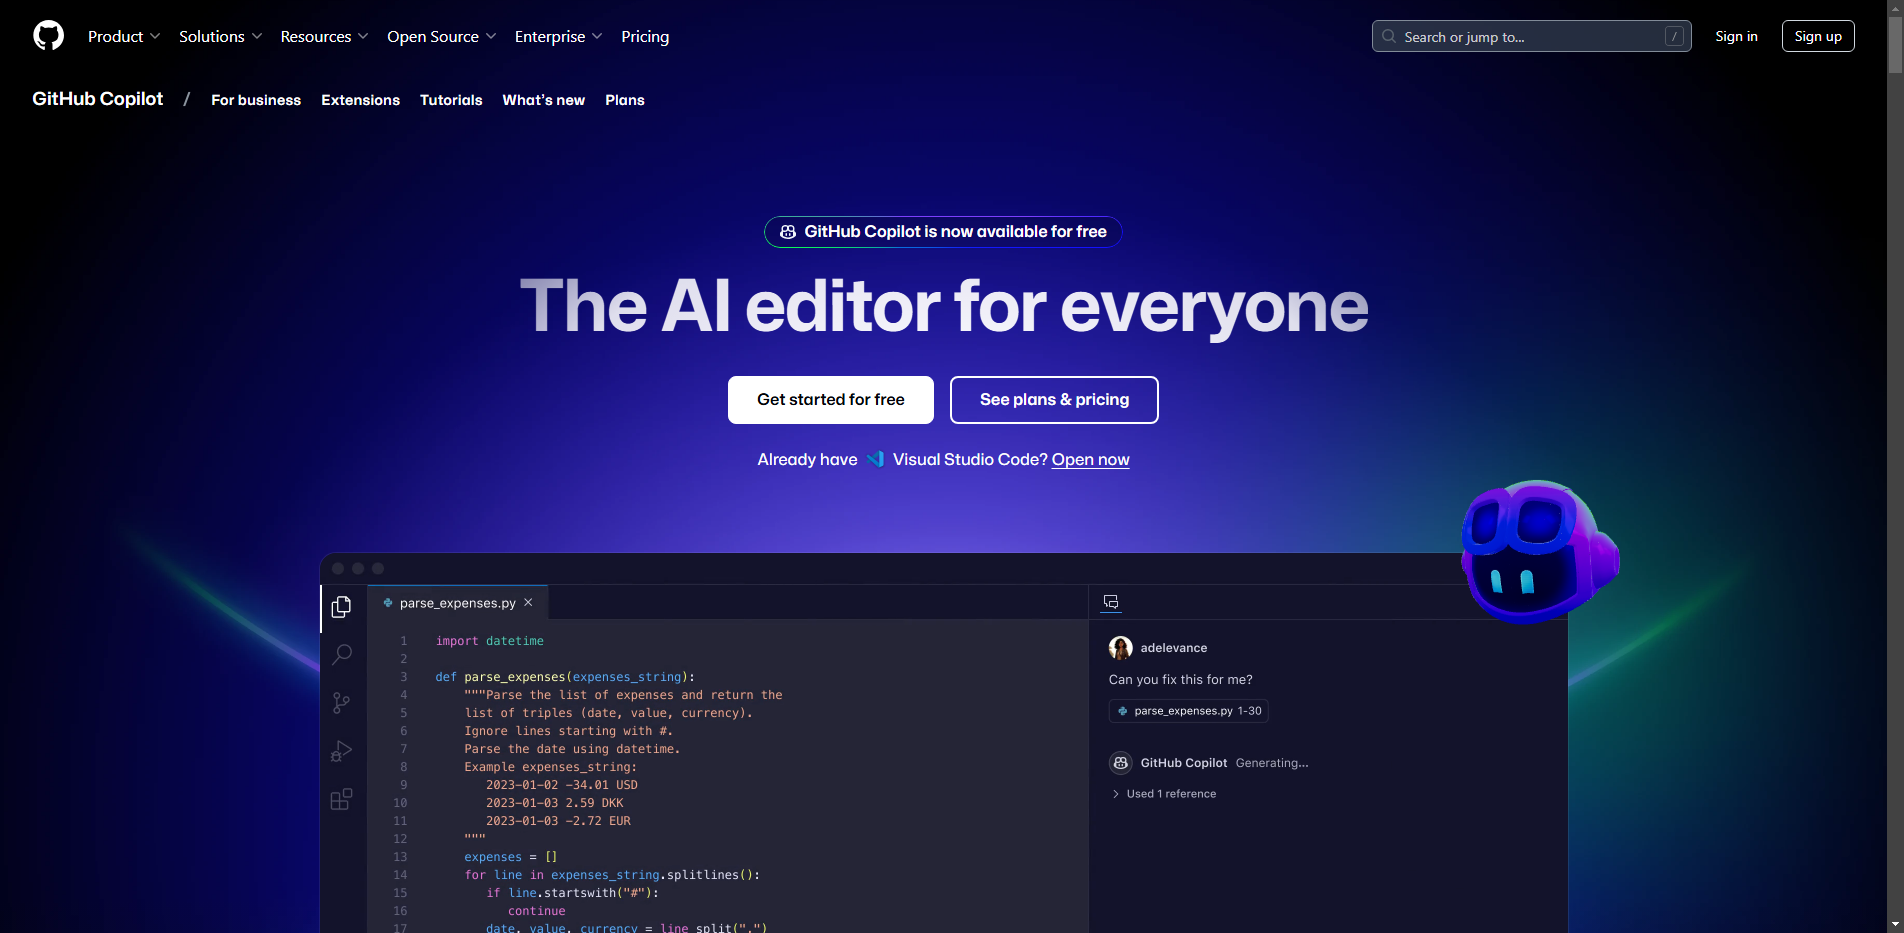 Product Solutions Resources Open Source Enterprise Pricing Search or jump to... / Sign in Sign up
GitHub Copilot / For business Extensions Tutorials What's new Plans
GitHub Copilot is now available for free
The AI editor for everyone
Get started for free See plans & pricing
Already have Visual Studio Code? Open now
parse_expenses.py
1 import datetime
2
3 def parse_expenses(expenses_string):
4 """Parse the list of expenses and return the
5 list of triples (date, value, currency).
6 Ignore lines starting with #.
7 Parse the date using datetime.
8 Example expenses_string:
9 2023-01-02 -34.01 USD
10 2023-01-03 2.59 DKK
11 2023-01-03 -2.72 EUR
12 """
13 expenses = []
14 for line in expenses_string.splitlines():
15 if line.startswith("#"):
16 continue
17 date, value, currency = line split(",")
adelevance
Can you fix this for me?
parse_expenses.py 1-30
GitHub Copilot Generating...
Used 1 reference